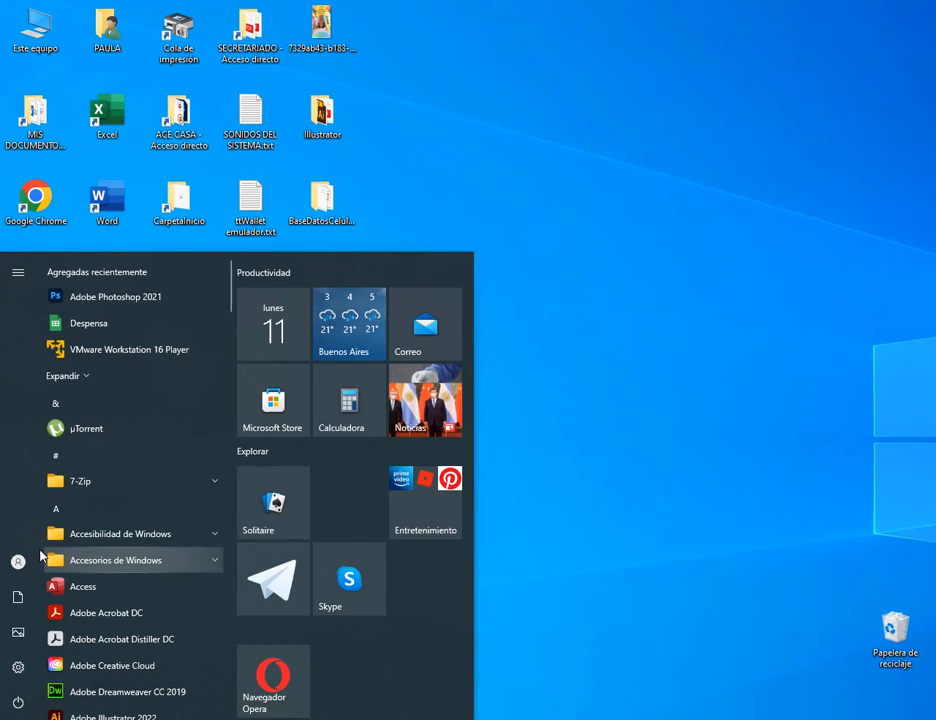 Este equipo
PAULA
Cola de
impresión
SECRETARIADO -
Acceso directo
7329ab43-b183-...
MIS
DOCUMENTO...
Excel
ACE CASA -
Acceso directo
SONIDOS DEL
SISTEMA.txt
Illustrator
Google Chrome
Word
CarpetaInicio
ttWallet
emulador.txt
BaseDatosCelul...
Agregadas recientemente
Adobe Photoshop 2021
Despensa
VMware Workstation 16 Player
Expandir
&
µTorrent
#
7-Zip
A
Accesibilidad de Windows
Accesorios de Windows
Access
Adobe Acrobat DC
Adobe Acrobat Distiller DC
Adobe Creative Cloud
Adobe Dreamweaver CC 2019
Adobe Illustrator 2022
Productividad
lunes
11
3 4 5
21° 21° 21°
Buenos Aires
Correo
Microsoft Store
Calculadora
Noticias
Explorar
Solitaire
prime
video
Entretenimiento
Skype
Navegador
Opera
Papelera de
reciclaje